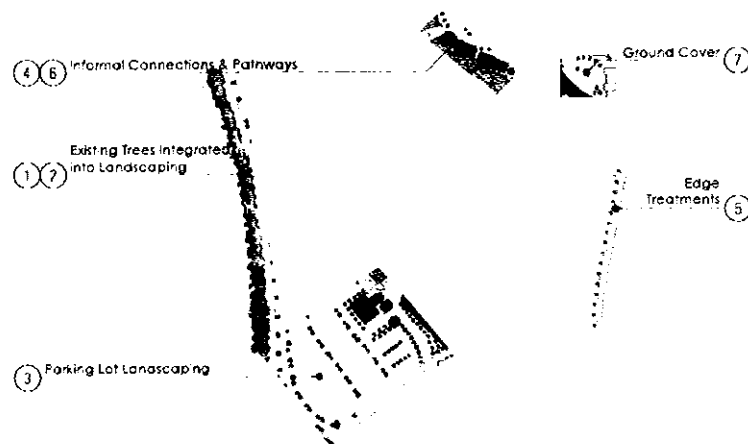 4 6 Informal Connections & Pathways
Ground Cover 7
Existing Trees Integrated
1 2 into Landscaping
Edge
Treatments 5
3 Parking Lot Landscaping